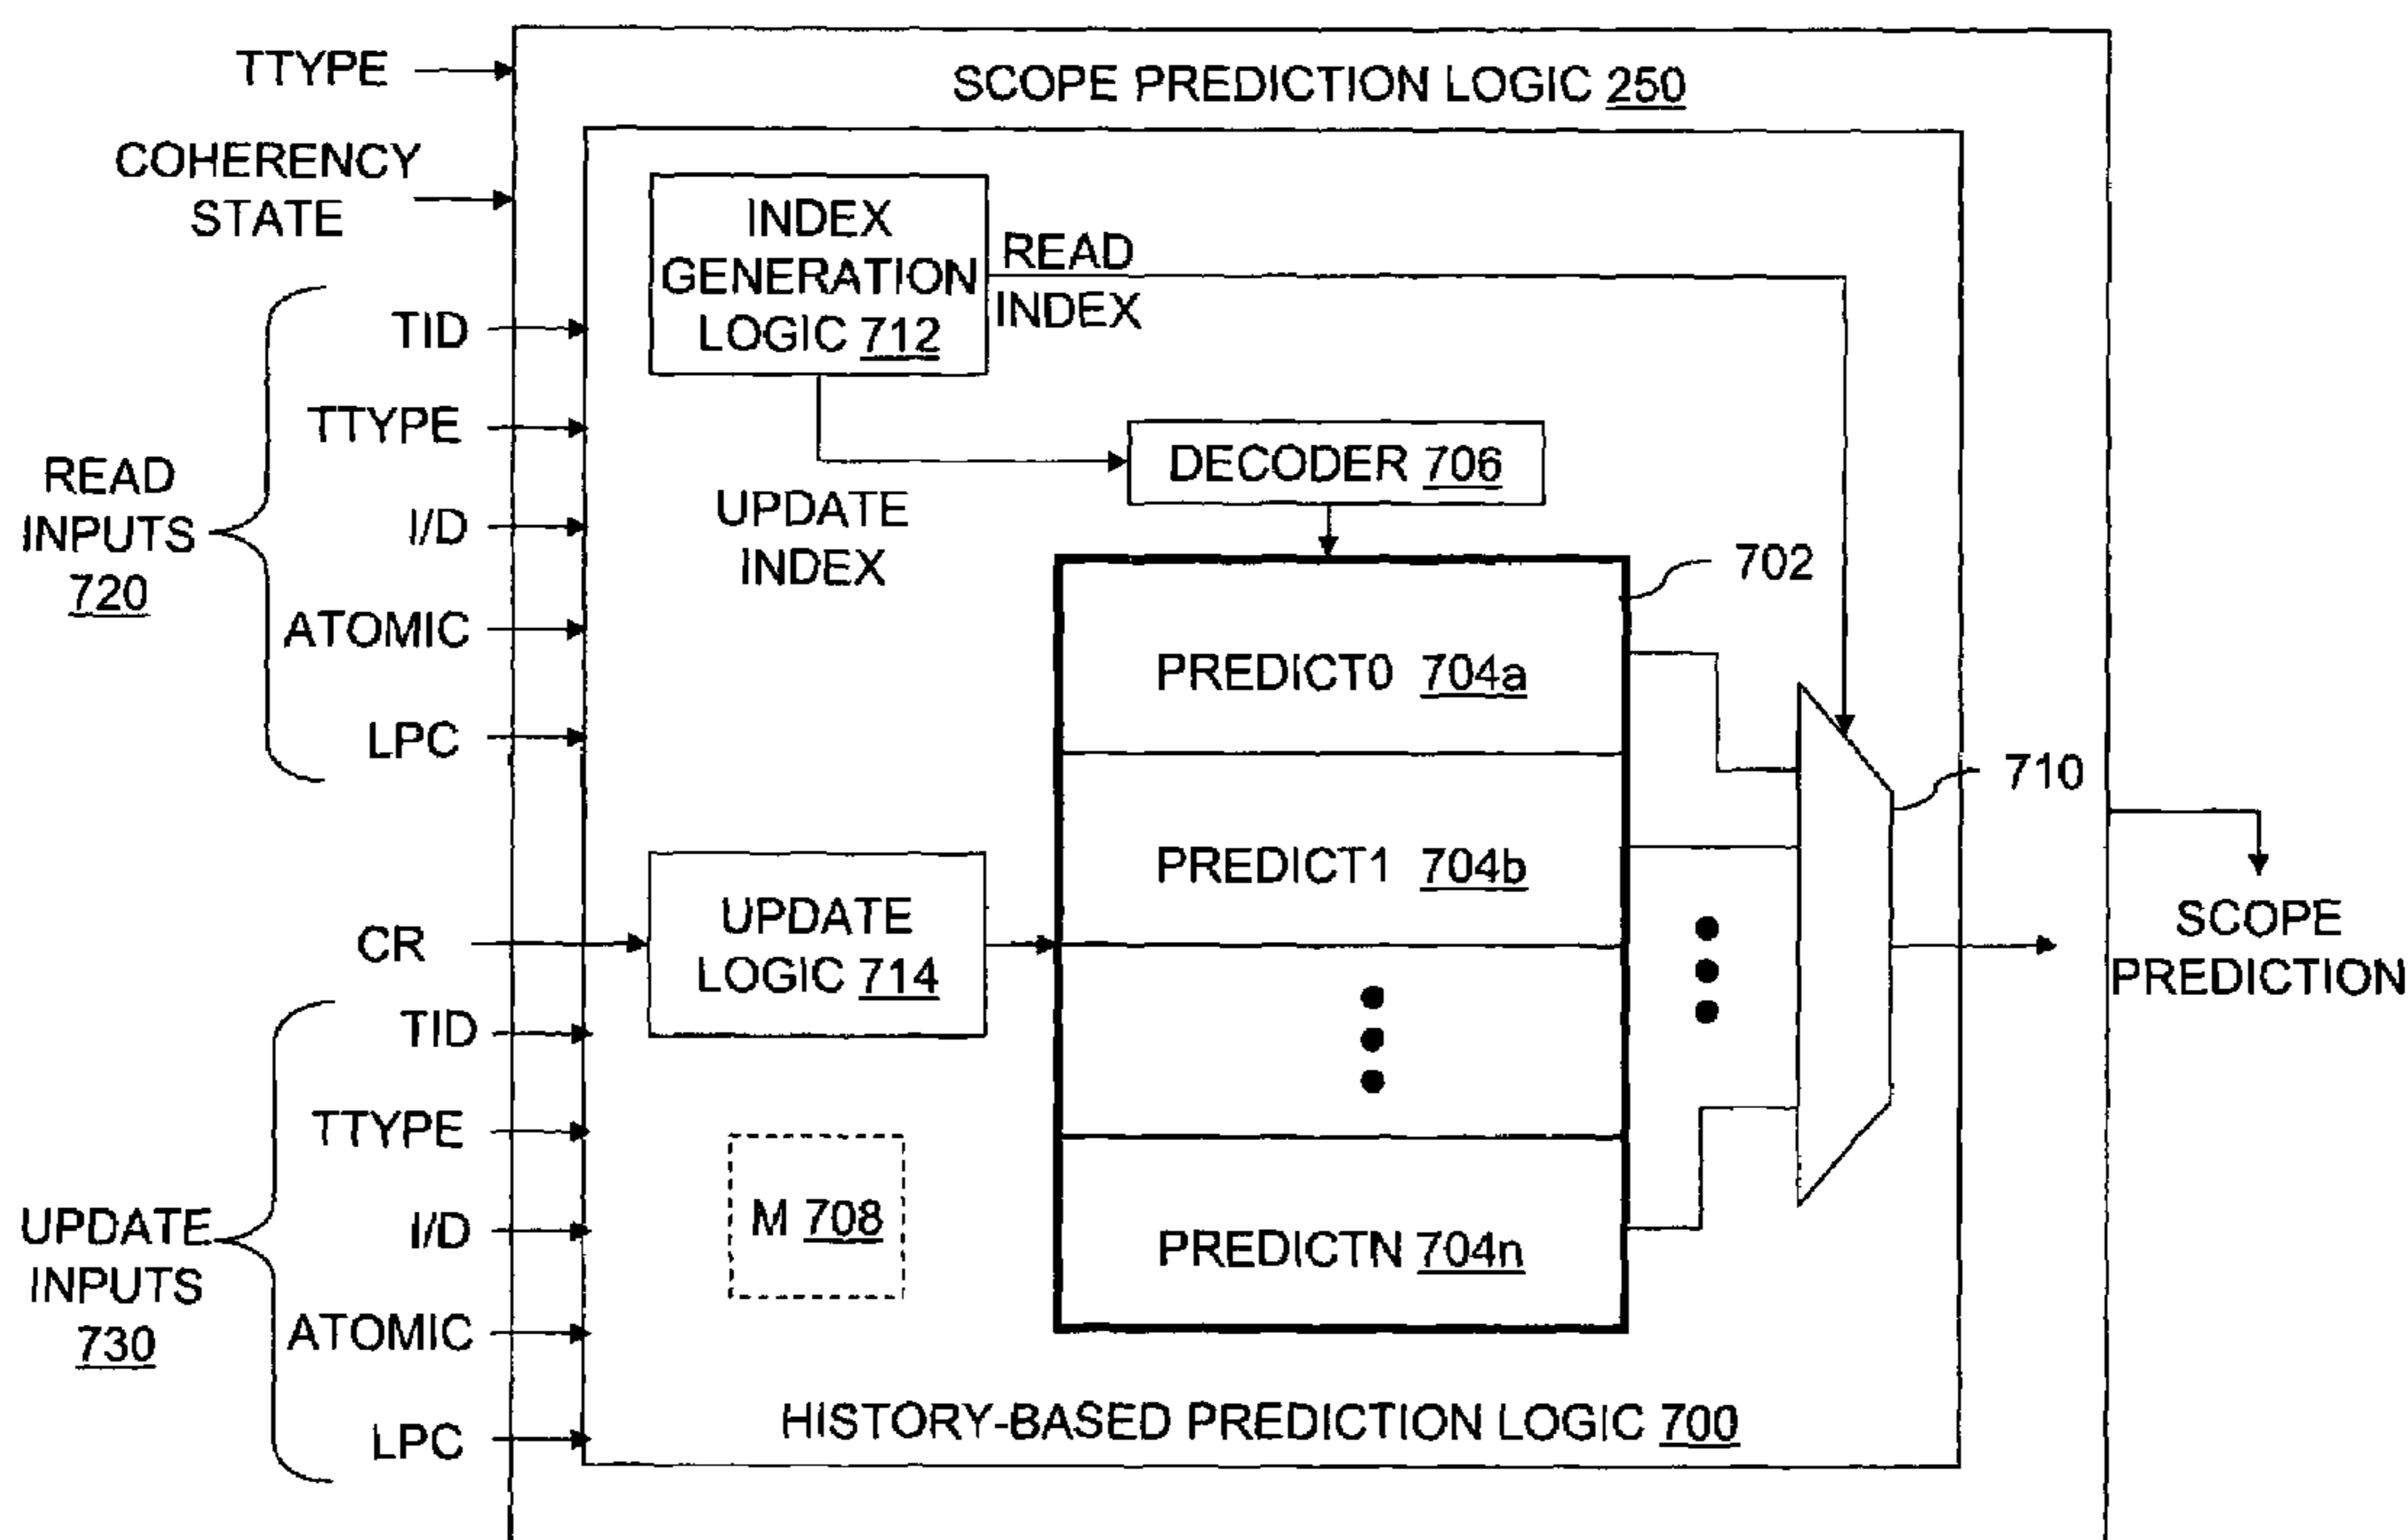 TTYPE
SCOPE PREDICTION LOGIC 250
COHERENCY
STATE
INDEX
GENERATION
LOGIC 712
READ
INDEX
READ
INPUTS
720
TID
TTYPE
I/D
ATOMIC
LPC
UPDATE
INDEX
DECODER 706
702
PREDICT0 704a
PREDICT1 704b
PREDICTN 704n
710
CR
UPDATE
LOGIC 714
SCOPE
PREDICTION
UPDATE
INPUTS
730
TID
TTYPE
I/D
ATOMIC
LPC
M 708
HISTORY-BASED PREDICTION LOGIC 700